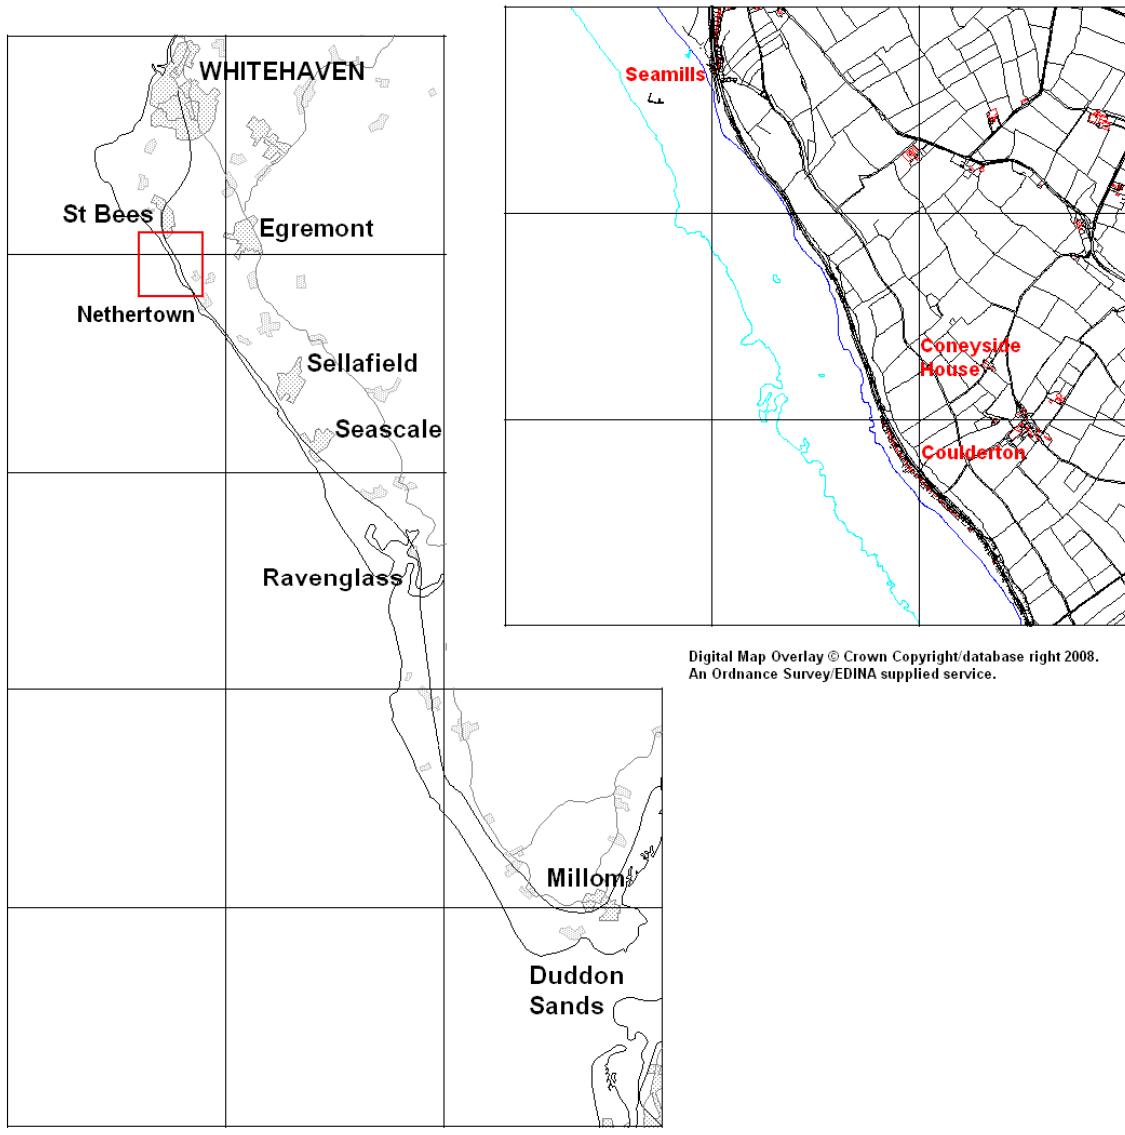 WHITEHAVEN
St Bees
Egremont
Nethertown
Sellafield
Seascale
Ravenglass
Millom
Duddon
Sands
Seamills
Coneyside
House
Coulderton
Digital Map Overlay © Crown Copyright/database right 2008.
An Ordnance Survey/EDINA supplied service.